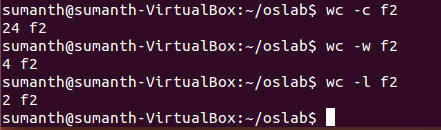 sumanth@sumanth-VirtualBox:~/oslab$ wc -c f2
24 f2
sumanth@sumanth-VirtualBox:~/oslab$ wc -w f2
4 f2
sumanth@sumanth-VirtualBox:~/oslab$ wc -l f2
2 f2
sumanth@sumanth-VirtualBox:~/oslab$